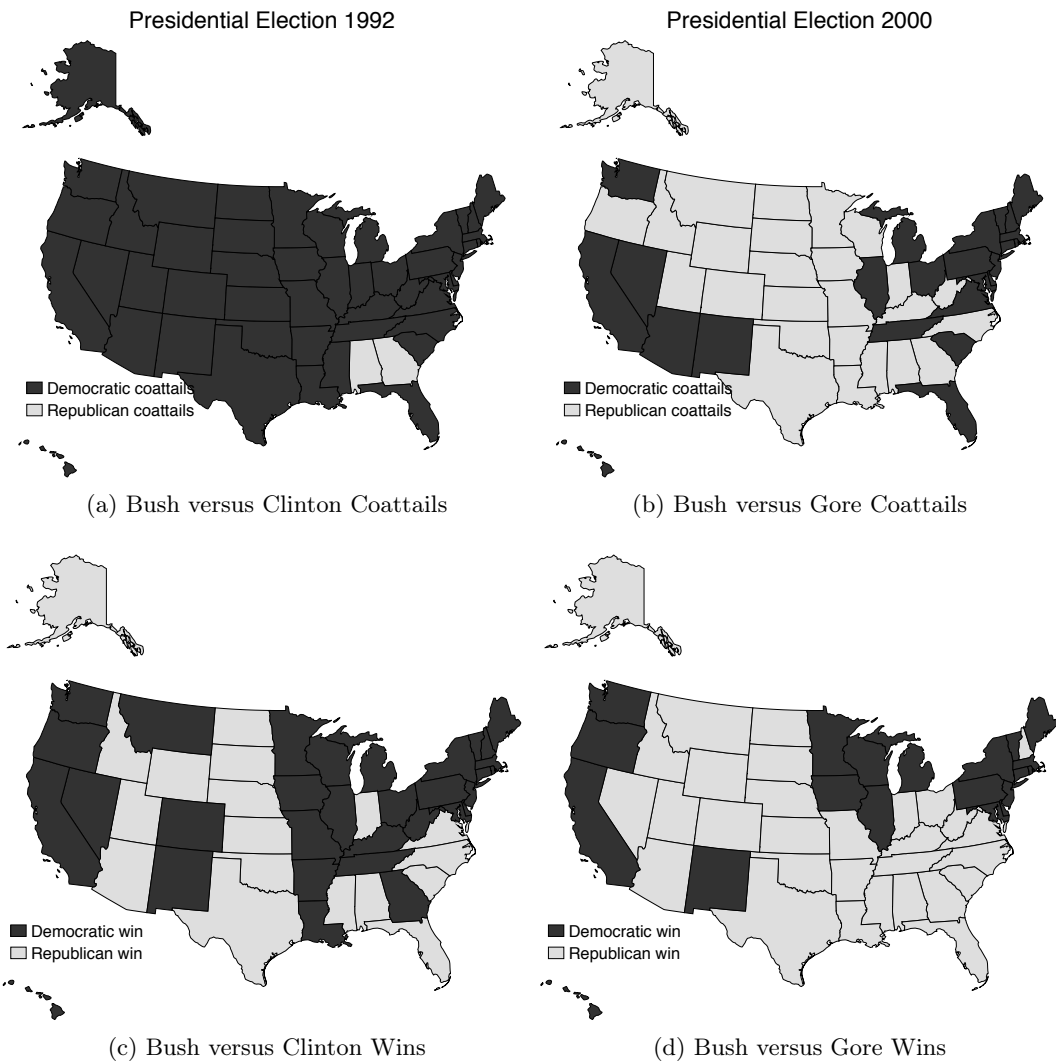 Presidential Election 1992
Presidential Election 2000
Democratic coattails
Republican coattails
Democratic coattails
Republican coattails
(a) Bush versus Clinton Coattails
(b) Bush versus Gore Coattails
Democratic win
Republican win
Democratic win
Republican win
(c) Bush versus Clinton Wins
(d) Bush versus Gore Wins